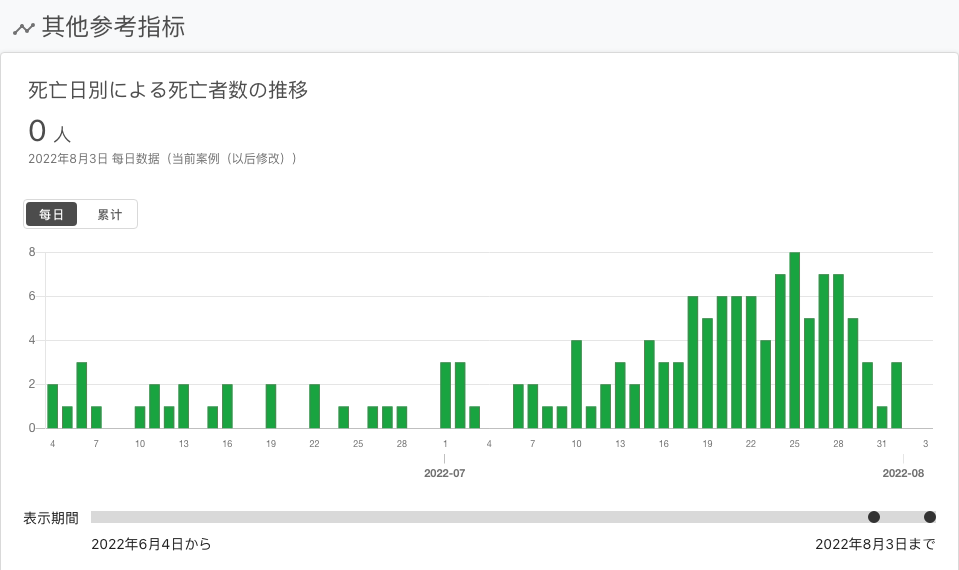 其他参考指标
死亡日別による死亡者数の推移
0 人
2022年8月3日 每日数据（当前案例（以后修改））
每日 累计
8
6
4
2
0
4 7 10 13 16 19 22 25 28 1 4 7 10 13 16 19 22 25 28 31 3
2022-07 2022-08
表示期間
2022年6月4日から 2022年8月3日まで